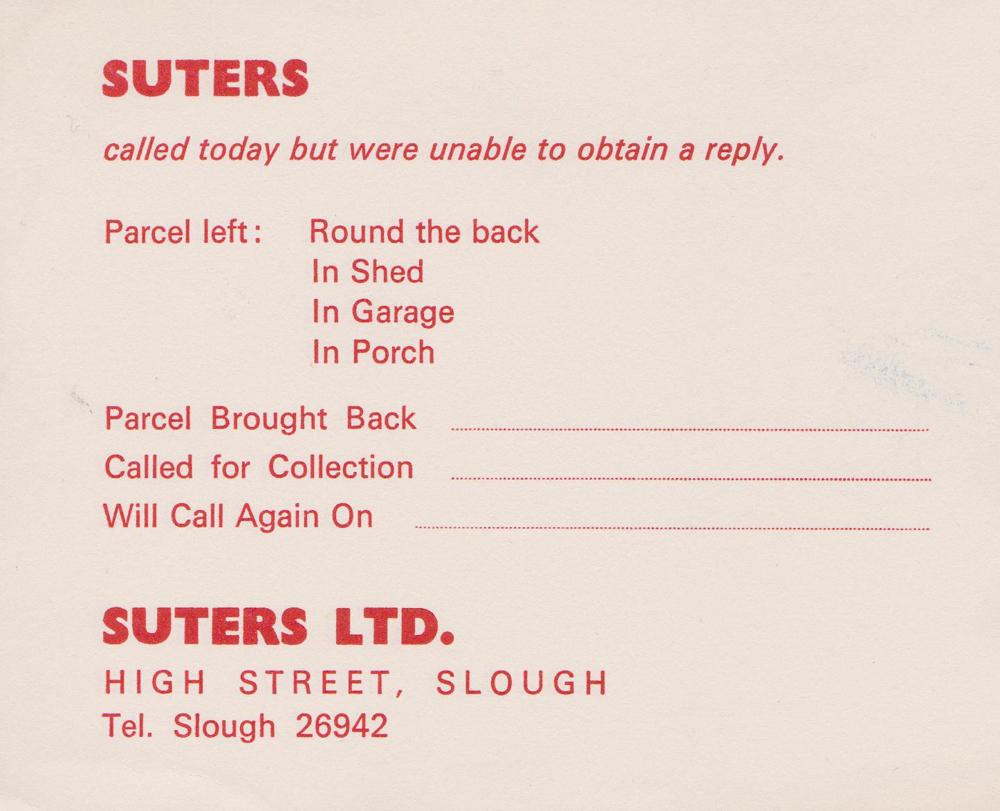 SUTERS
called today but were unable to obtain a reply.
Parcel left: Round the back
In Shed
In Garage
In Porch
Parcel Brought Back
Called for Collection
Will Call Again On
SUTERS LTD.
HIGH STREET, SLOUGH
Tel. Slough 26942